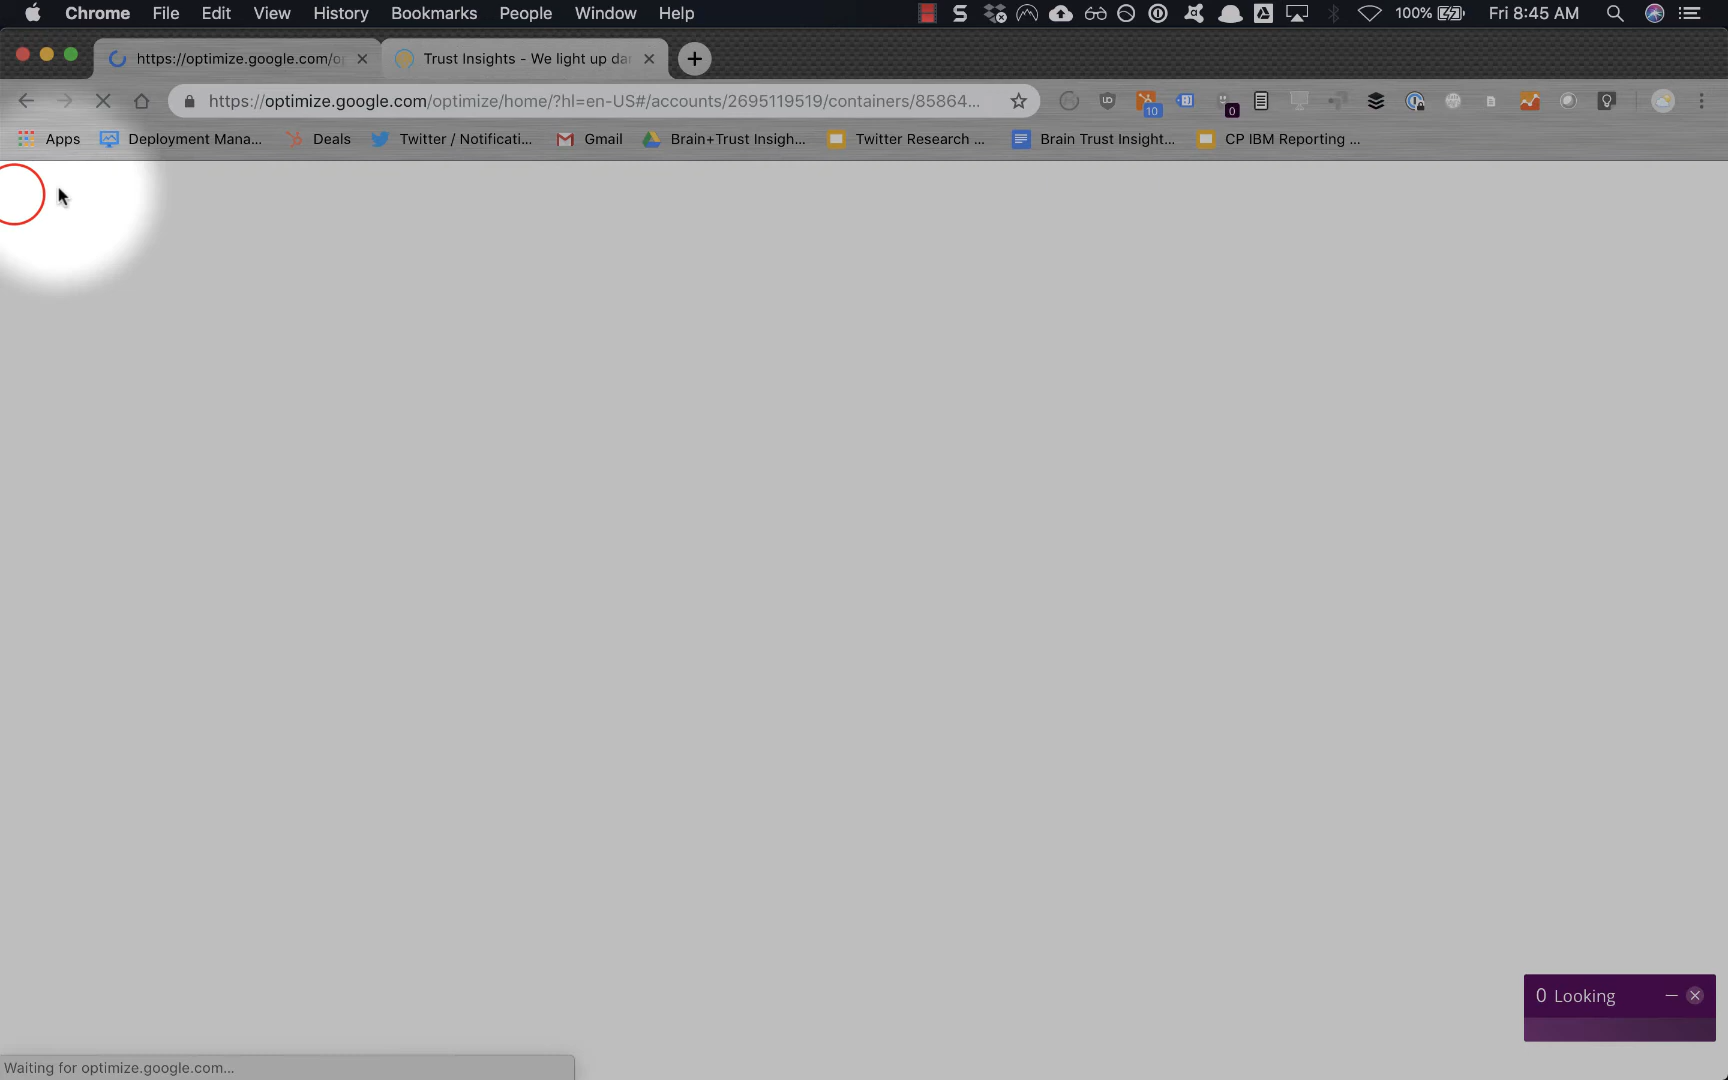 Chrome File Edit View History Bookmarks People Window Help 100% Fri 8:45 AM
https://optimize.google.com/o Trust Insights - We light up dar
https://optimize.google.com/optimize/home/?hl=en-US#/accounts/2695119519/containers/85864... 10 0
Apps Deployment Mana... Deals Twitter / Notificati... Gmail Brain+Trust Insigh... Twitter Research ... Brain Trust Insight... CP IBM Reporting ...
0 Looking
Waiting for optimize.google.com...